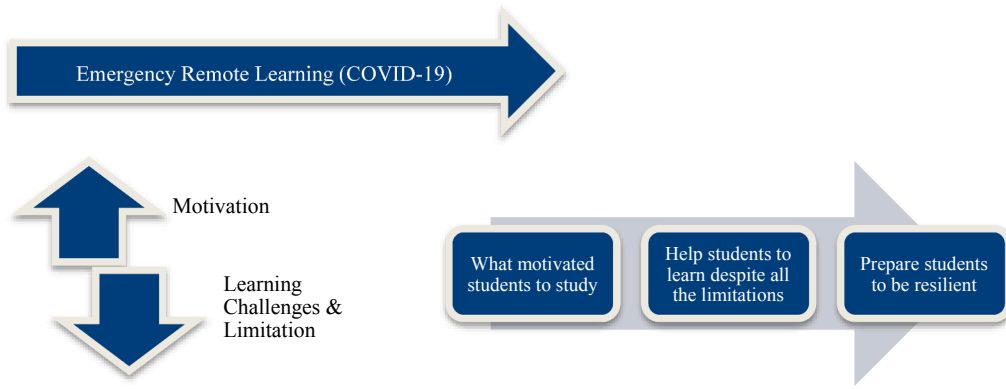 Emergency Remote Learning (COVID-19)
Motivation
Learning
Challenges &
Limitation
What motivated
students to study
Help students to
learn despite all
the limitations
Prepare students
to be resilient